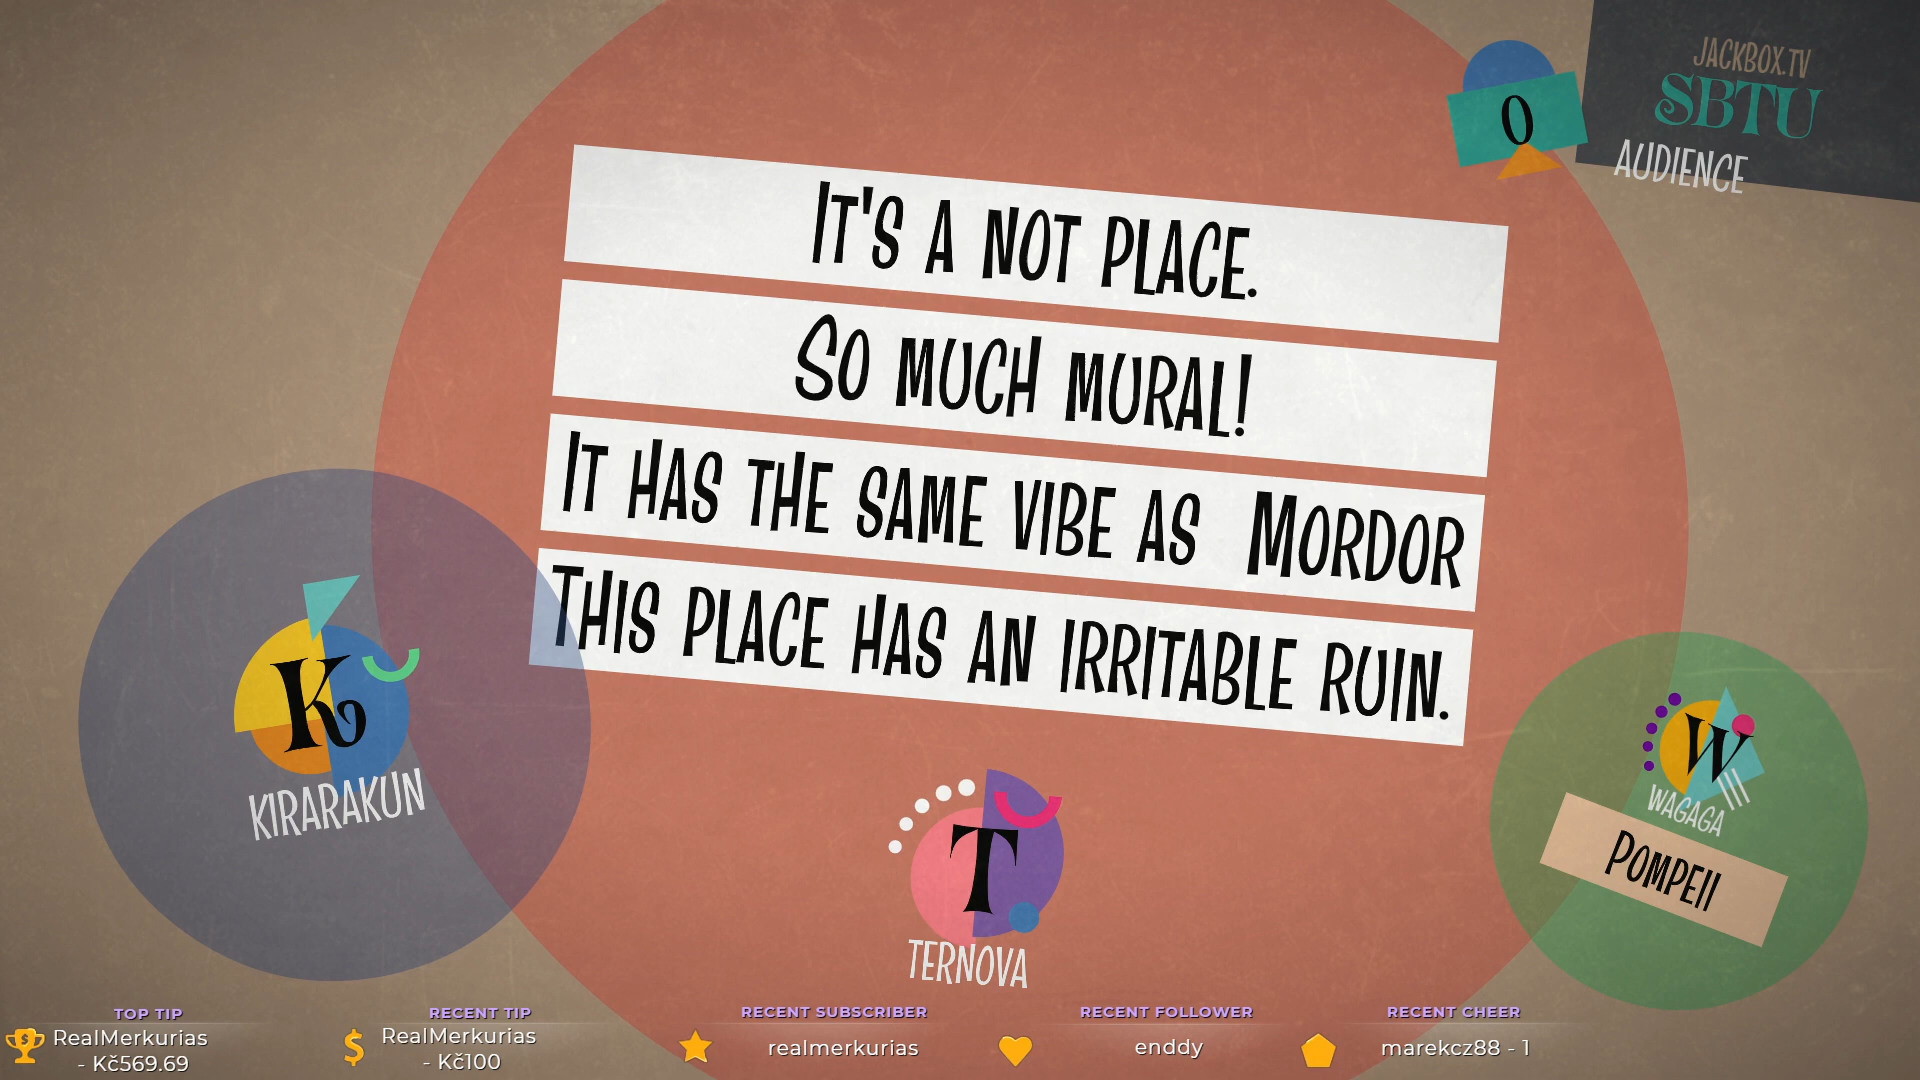 JACKBOX.TV
SBTU
0
AUDIENCE
IT'S A NOT PLACE.
SO MUCH MURAL!
IT HAS THE SAME VIBE AS MORDOR
THIS PLACE HAS AN IRRITABLE RUIN.
K
KIRARAKUN
T
TERNOVA
W
WAGAGA
POMPEII
TOP TIP
RealMerkurias
- Kč569.69
RECENT TIP
RealMerkurias
- Kč100
RECENT SUBSCRIBER
realmerkurias
RECENT FOLLOWER
enddy
RECENT CHEER
marekcz88 - 1